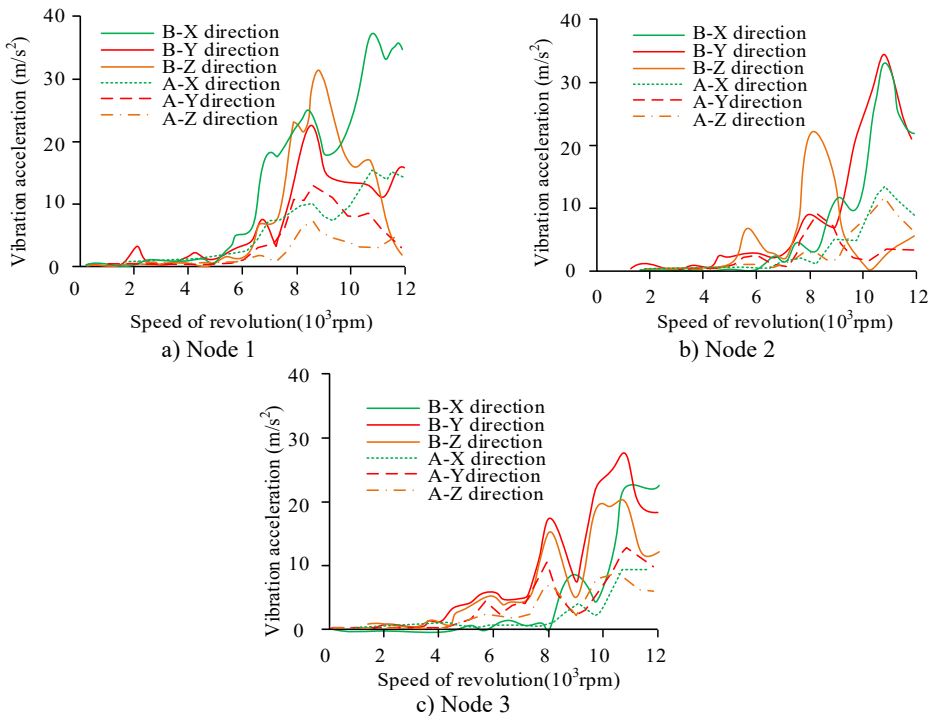 40
30
20
10
0
Vibration acceleration (m/s²)
B-X direction
B-Y direction
B-Z direction
A-X direction
A-Ydirection
A-Z direction
0 2 4 6 8 10 12
Speed of revolution(10³rpm)
a) Node 1
40
30
20
10
0
Vibration acceleration (m/s²)
B-X direction
B-Y direction
B-Z direction
A-X direction
A-Ydirection
A-Z direction
0 2 4 6 8 10 12
Speed of revolution(10³rpm)
b) Node 2
40
30
20
10
0
Vibration acceleration (m/s²)
B-X direction
B-Y direction
B-Z direction
A-X direction
A-Ydirection
A-Z direction
0 2 4 6 8 10 12
Speed of revolution(10³rpm)
c) Node 3